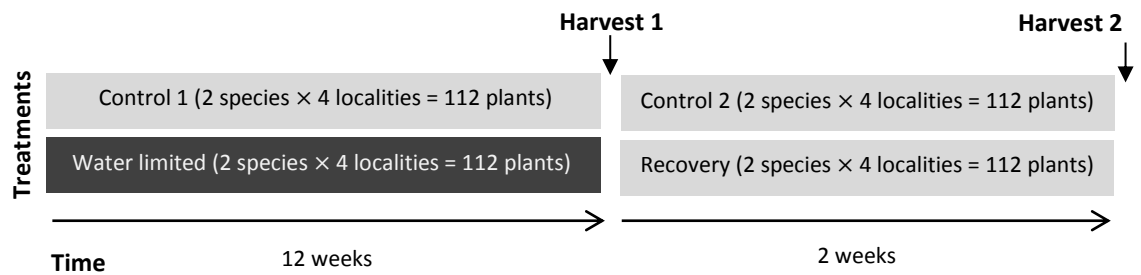 Harvest 1
Harvest 2
Treatments
Control 1 (2 species × 4 localities = 112 plants)
Control 2 (2 species × 4 localities = 112 plants)
Water limited (2 species × 4 localities = 112 plants)
Recovery (2 species × 4 localities = 112 plants)
Time
12 weeks
2 weeks